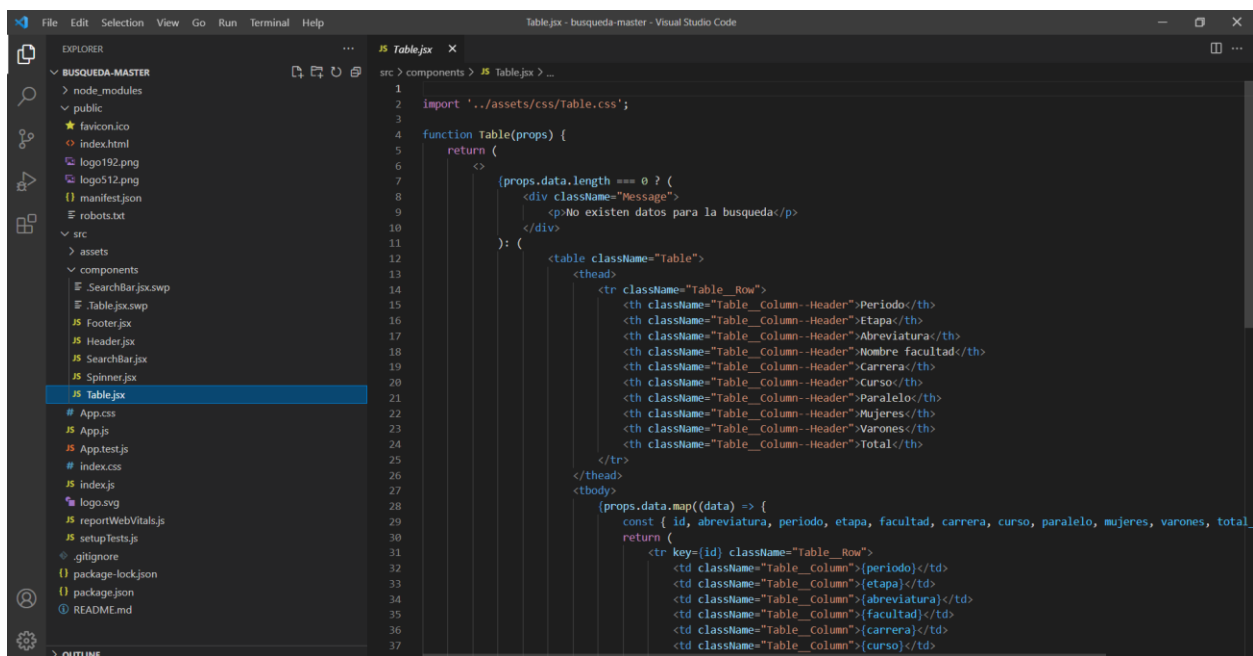 File Edit Selection View Go Run Terminal Help
Table.jsx - busqueda-master - Visual Studio Code
EXPLORER
BUSQUEDA-MASTER
node_modules
public
favicon.ico
index.html
logo192.png
logo512.png
manifest.json
robots.txt
src
assets
components
.SearchBar.jsx.swp
.Table.jsx.swp
Footer.jsx
Header.jsx
SearchBar.jsx
Spinner.jsx
Table.jsx
App.css
App.js
App.test.js
index.css
index.js
logo.svg
reportWebVitals.js
setupTests.js
.gitignore
package-lock.json
package.json
README.md
OUTLINE
JS Table.jsx
src > components > JS Table.jsx > ...
1
2 import '../assets/css/Table.css';
3
4 function Table(props) {
5 return (
6 <>
7 {props.data.length === 0 ? (
8 <div className="Message">
9 <p>No existen datos para la busqueda</p>
10 </div>
11 ): (
12 <table className="Table">
13 <thead>
14 <tr className="Table__Row">
15 <th className="Table__Column--Header">Periodo</th>
16 <th className="Table__Column--Header">Etapa</th>
17 <th className="Table__Column--Header">Abreviatura</th>
18 <th className="Table__Column--Header">Nombre facultad</th>
19 <th className="Table__Column--Header">Carrera</th>
20 <th className="Table__Column--Header">Curso</th>
21 <th className="Table__Column--Header">Paralelo</th>
22 <th className="Table__Column--Header">Mujeres</th>
23 <th className="Table__Column--Header">Varones</th>
24 <th className="Table__Column--Header">Total</th>
25 </tr>
26 </thead>
27 <tbody>
28 {props.data.map((data) => {
29 const { id, abreviatura, periodo, etapa, facultad, carrera, curso, paralelo, mujeres, varones, total_
30 return (
31 <tr key={id} className="Table__Row">
32 <td className="Table__Column">{periodo}</td>
33 <td className="Table__Column">{etapa}</td>
34 <td className="Table__Column">{abreviatura}</td>
35 <td className="Table__Column">{facultad}</td>
36 <td className="Table__Column">{carrera}</td>
37 <td className="Table__Column">{curso}</td>